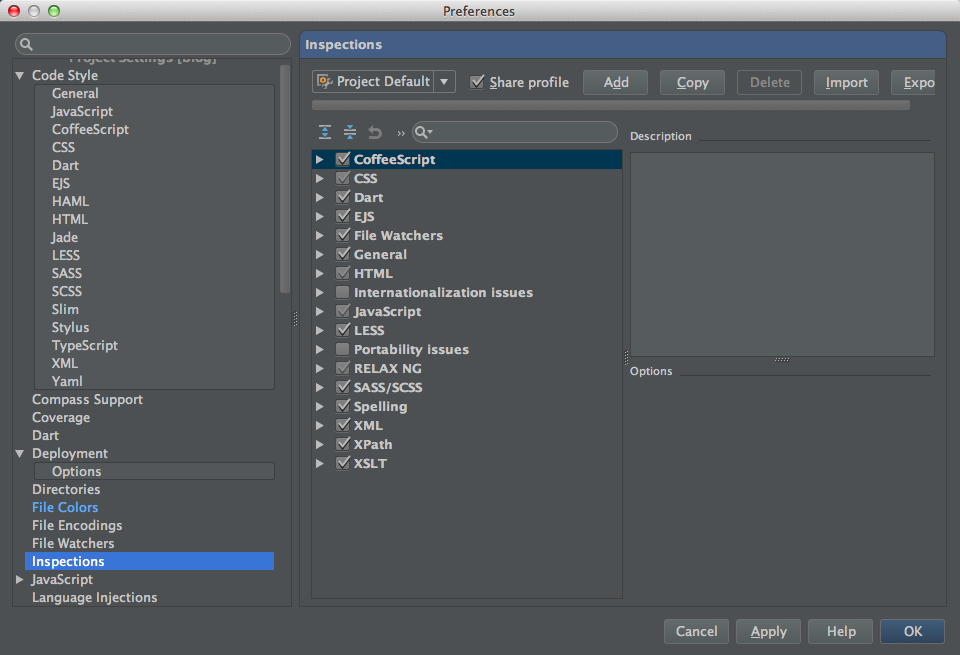 Preferences
Project Settings [blog]
Code Style
General
JavaScript
CoffeeScript
CSS
Dart
EJS
HAML
HTML
Jade
LESS
SASS
SCSS
Slim
Stylus
TypeScript
XML
Yaml
Compass Support
Coverage
Dart
Deployment
Options
Directories
File Colors
File Encodings
File Watchers
Inspections
JavaScript
Language Injections
Inspections
Project Default Share profile Add Copy Delete Import Expo
CoffeeScript
CSS
Dart
EJS
File Watchers
General
HTML
Internationalization issues
JavaScript
LESS
Portability issues
RELAX NG
SASS/SCSS
Spelling
XML
XPath
XSLT
Description
Options
Cancel Apply Help OK